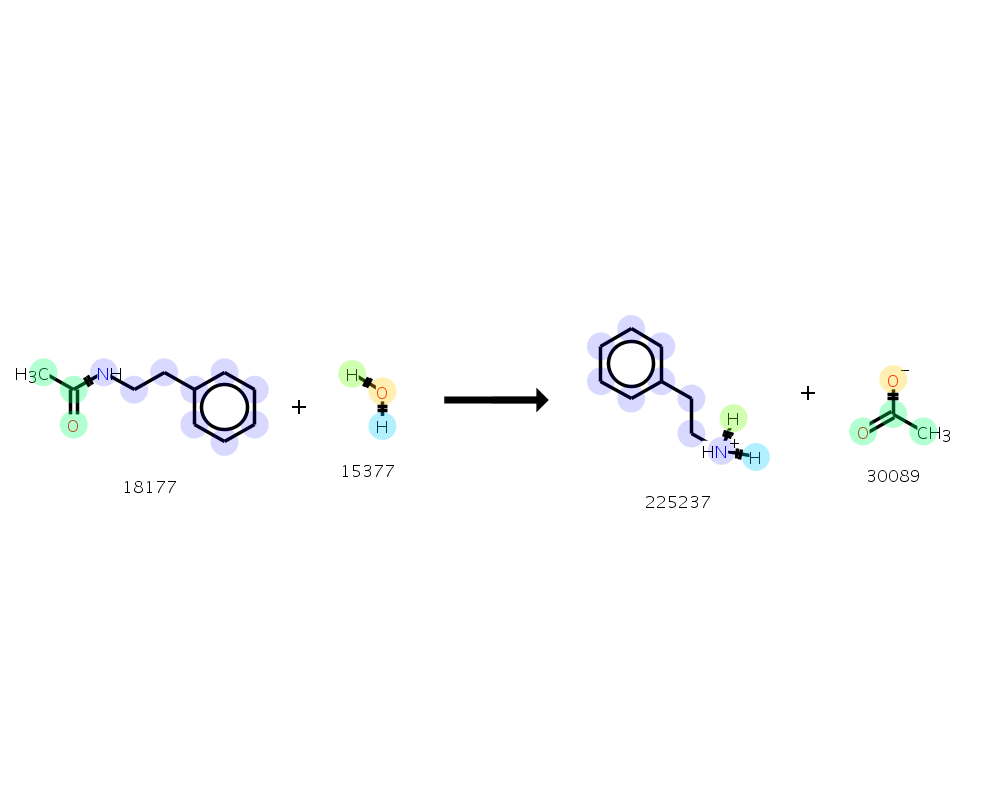 H₃C NH O
18177
+
H O H
15377
H HN + H
225237
+
O⁻ O CH₃
30089